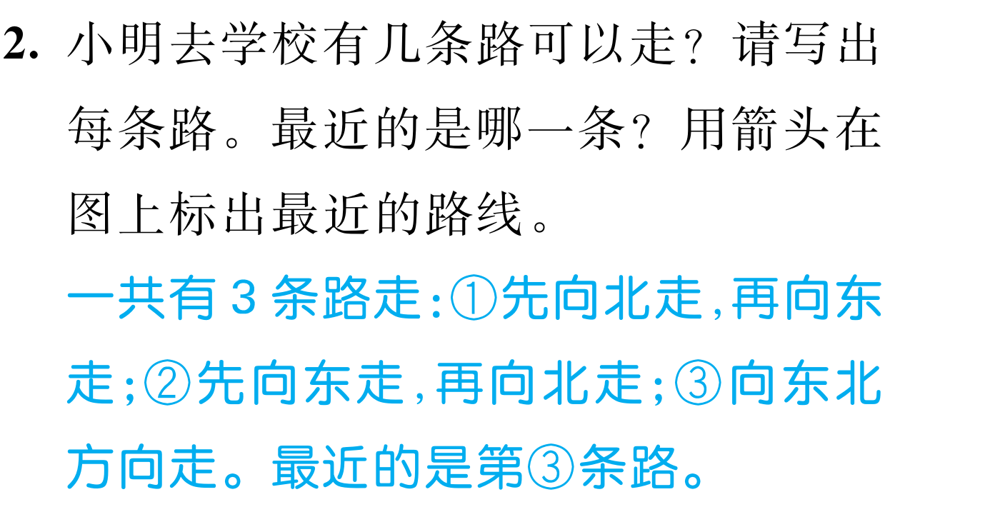 2. 小明去学校有几条路可以走？请写出
每条路。最近的是哪一条？用箭头在
图上标出最近的路线。
一共有3条路走:①先向北走,再向东
走;②先向东走,再向北走;③向东北
方向走。最近的是第③条路。